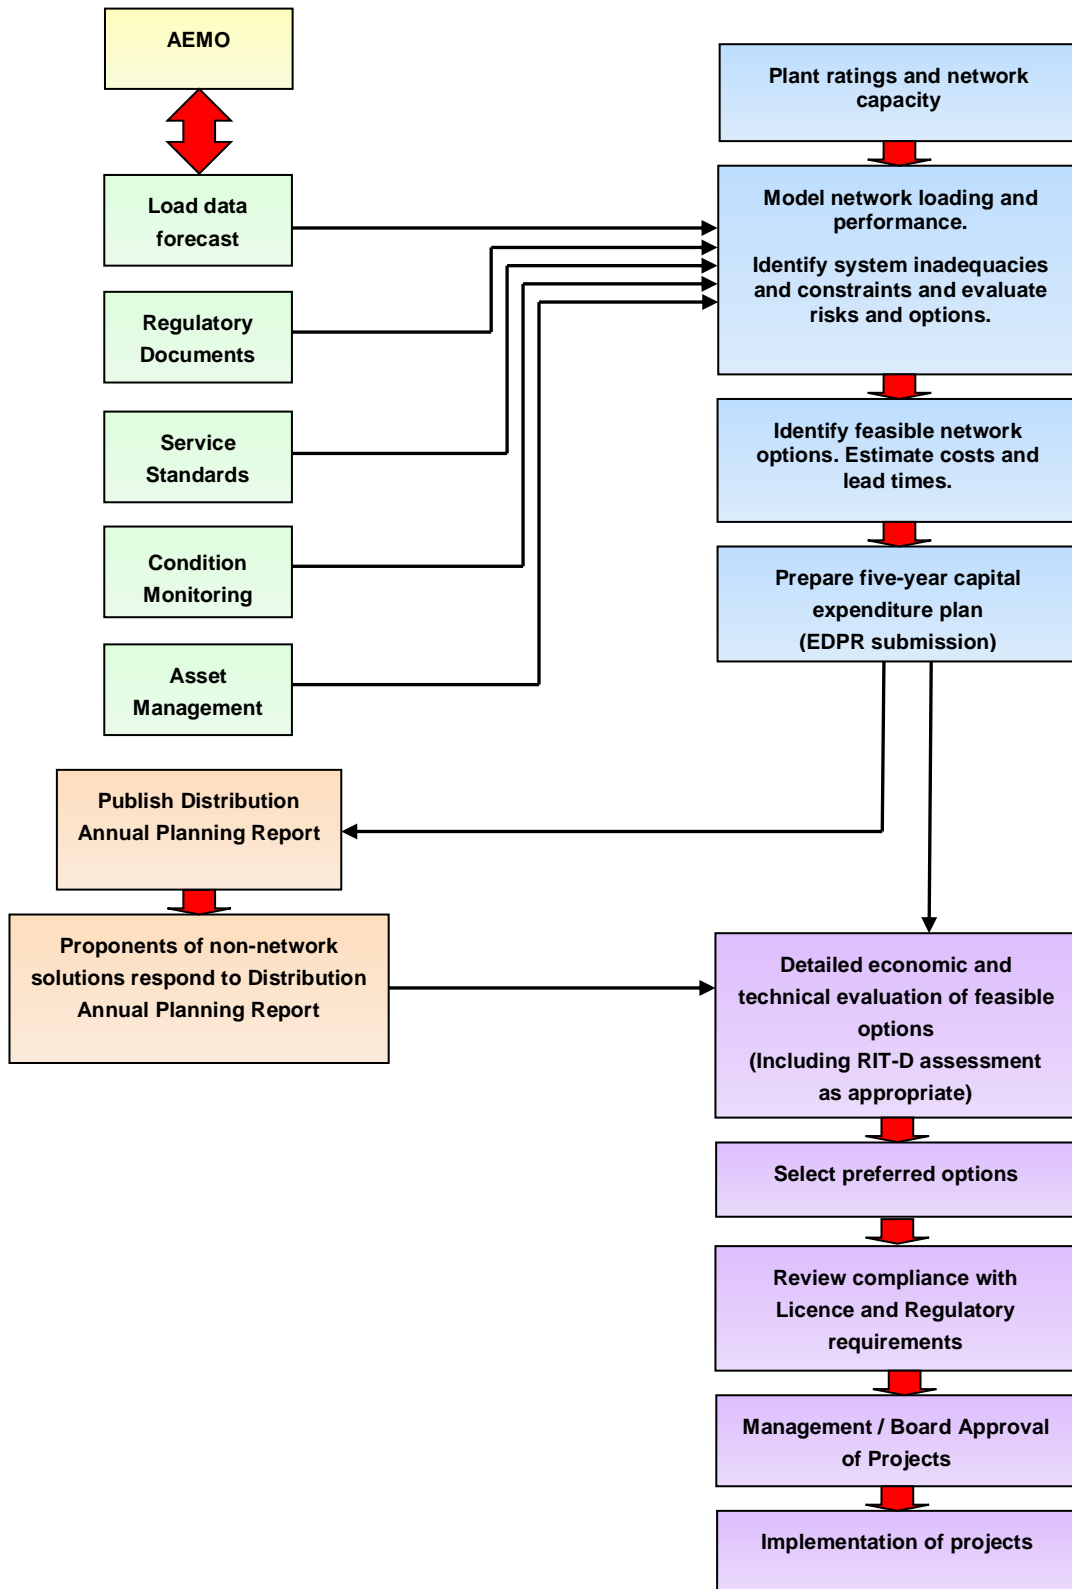 AEMO
Load data
forecast
Regulatory
Documents
Service
Standards
Condition
Monitoring
Asset
Management
Plant ratings and network
capacity
Model network loading and
performance.
Identify system inadequacies
and constraints and evaluate
risks and options.
Identify feasible network
options. Estimate costs and
lead times.
Prepare five-year capital
expenditure plan
(EDPR submission)
Publish Distribution
Annual Planning Report
Proponents of non-network
solutions respond to Distribution
Annual Planning Report
Detailed economic and
technical evaluation of feasible
options
(Including RIT-D assessment
as appropriate)
Select preferred options
Review compliance with
Licence and Regulatory
requirements
Management / Board Approval
of Projects
Implementation of projects